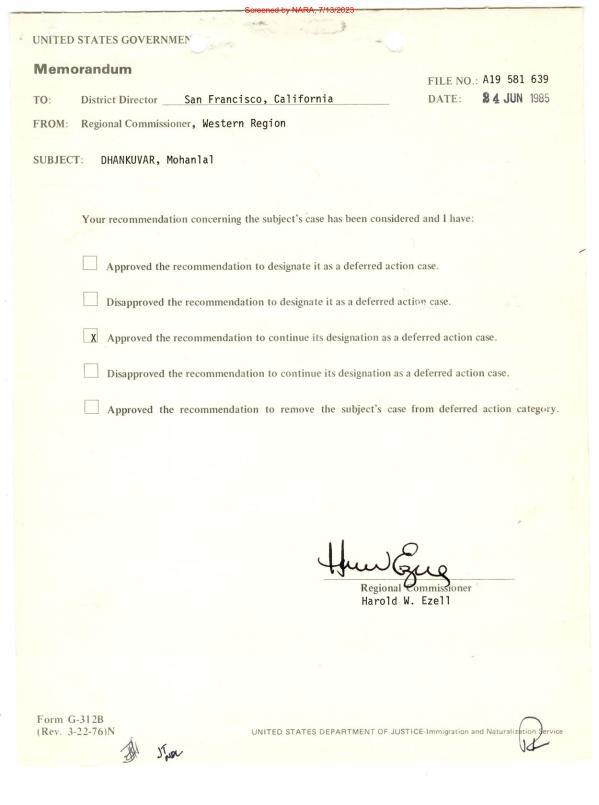 Screened by NARA, 7/13/2023
UNITED STATES GOVERNMEN
Memorandum
FILE NO.: A19 581 639
TO: District Director San Francisco, California
DATE: 24 JUN 1985
FROM: Regional Commissioner, Western Region
SUBJECT: DHANKUVAR, Mohanlal
Your recommendation concerning the subject's case has been considered and I have:
Approved the recommendation to designate it as a deferred action case.
Disapproved the recommendation to designate it as a deferred action case.
X Approved the recommendation to continue its designation as a deferred action case.
Disapproved the recommendation to continue its designation as a deferred action case.
Approved the recommendation to remove the subject's case from deferred action category.
Regional Commissioner
Harold W. Ezell
Form G-312B
(Rev. 3-22-76)N
UNITED STATES DEPARTMENT OF JUSTICE-Immigration and Naturalization Service